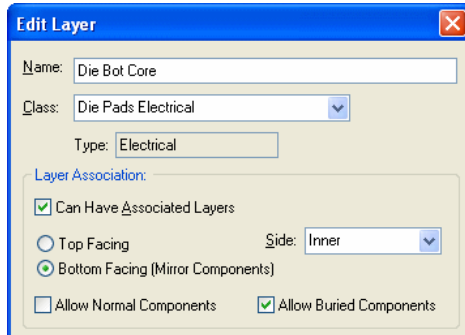 Edit Layer
Name: Die Bot Core
Class: Die Pads Electrical
Type: Electrical
Layer Association:
Can Have Associated Layers
Top Facing Side: Inner
Bottom Facing (Mirror Components)
Allow Normal Components Allow Buried Components